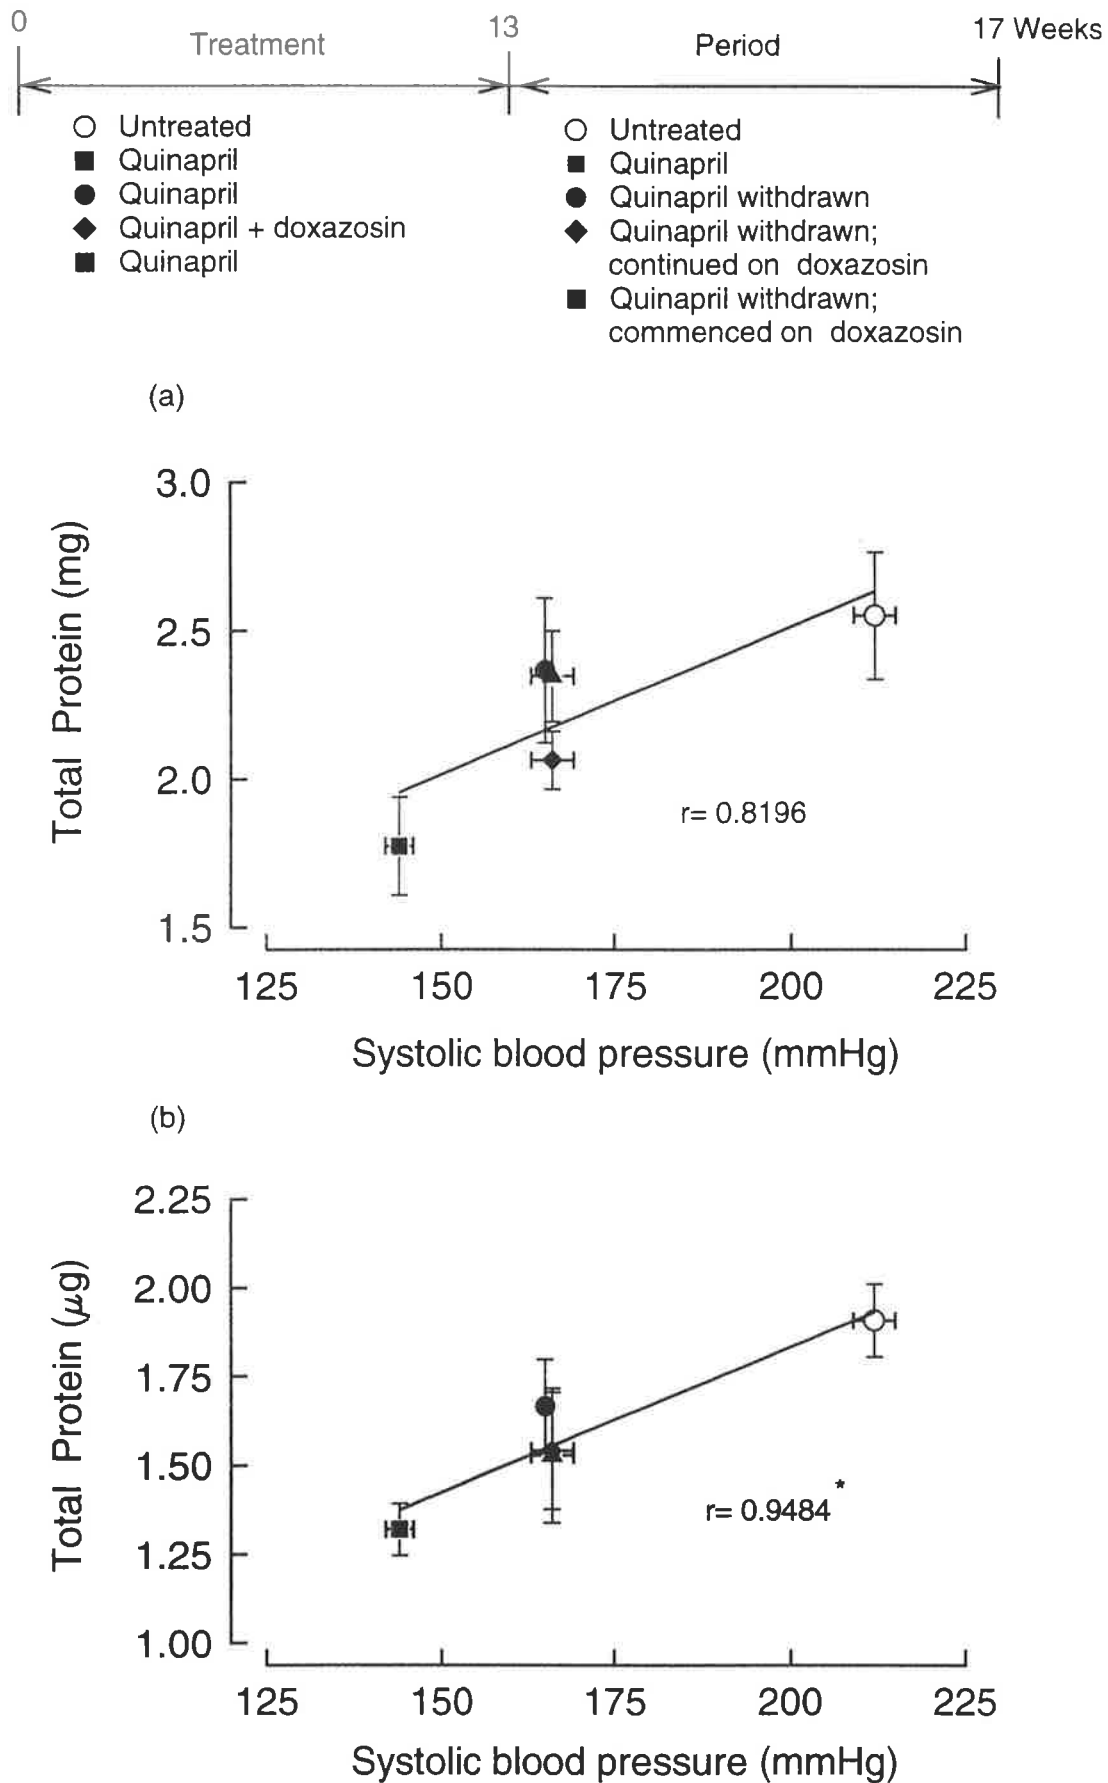 0 13 17 Weeks
Treatment Period
Untreated
Quinapril
Quinapril
Quinapril + doxazosin
Quinapril
Untreated
Quinapril
Quinapril withdrawn
Quinapril withdrawn;
continued on doxazosin
Quinapril withdrawn;
commenced on doxazosin
(a)
Total Protein (mg)
3.0
2.5
2.0
1.5
r= 0.8196
125 150 175 200 225
Systolic blood pressure (mmHg)
(b)
Total Protein (μg)
2.25
2.00
1.75
1.50
1.25
1.00
r= 0.9484*
125 150 175 200 225
Systolic blood pressure (mmHg)